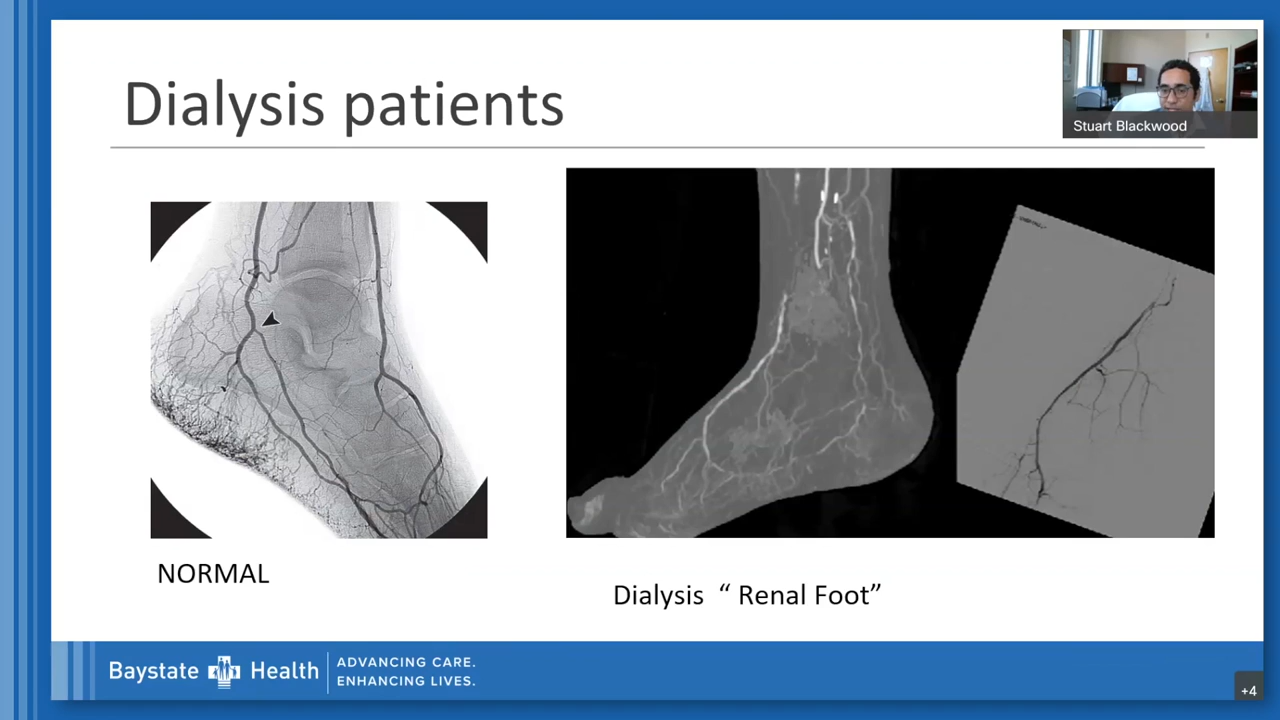 Dialysis patients
Stuart Blackwood
NORMAL
Dialysis “ Renal Foot”
Baystate Health
ADVANCING CARE.
ENHANCING LIVES.
+4